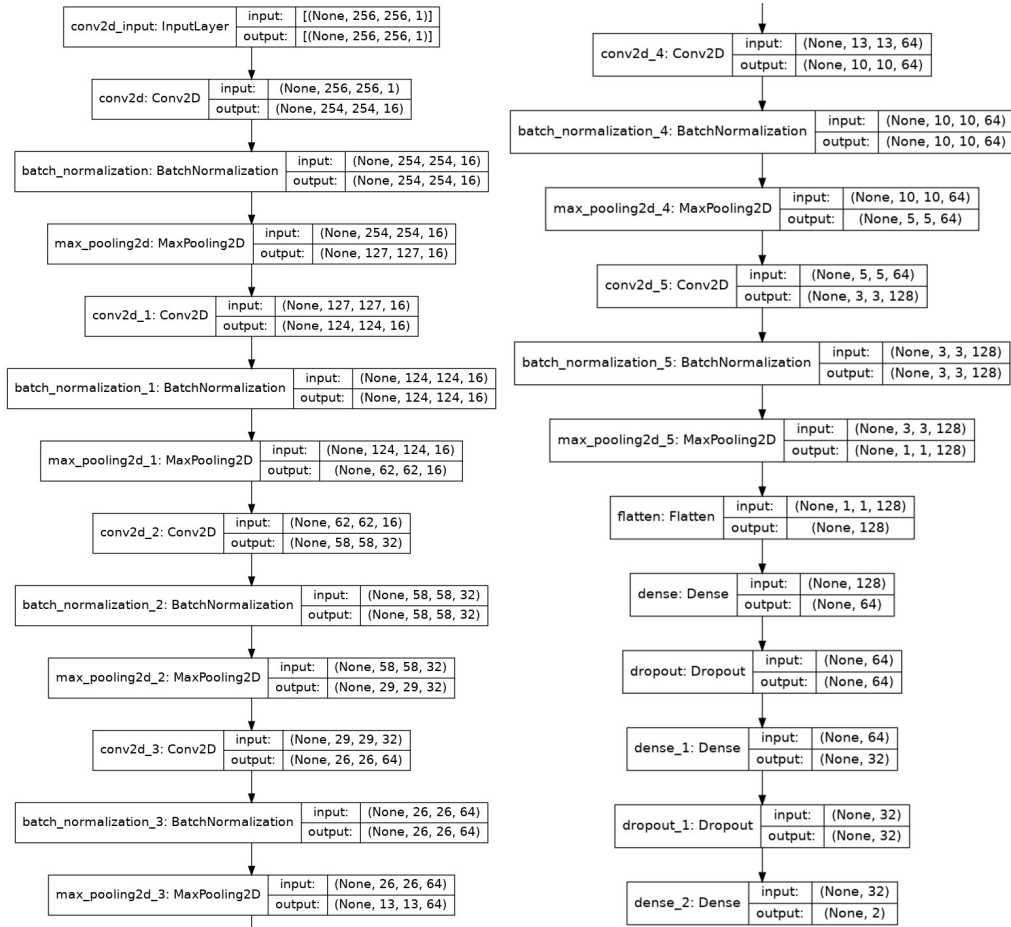 conv2d_input: InputLayer
input: [(None, 256, 256, 1)]
output: [(None, 256, 256, 1)]
conv2d: Conv2D
input: (None, 256, 256, 1)
output: (None, 254, 254, 16)
batch_normalization: BatchNormalization
input: (None, 254, 254, 16)
output: (None, 254, 254, 16)
max_pooling2d: MaxPooling2D
input: (None, 254, 254, 16)
output: (None, 127, 127, 16)
conv2d_1: Conv2D
input: (None, 127, 127, 16)
output: (None, 124, 124, 16)
batch_normalization_1: BatchNormalization
input: (None, 124, 124, 16)
output: (None, 124, 124, 16)
max_pooling2d_1: MaxPooling2D
input: (None, 124, 124, 16)
output: (None, 62, 62, 16)
conv2d_2: Conv2D
input: (None, 62, 62, 16)
output: (None, 58, 58, 32)
batch_normalization_2: BatchNormalization
input: (None, 58, 58, 32)
output: (None, 58, 58, 32)
max_pooling2d_2: MaxPooling2D
input: (None, 58, 58, 32)
output: (None, 29, 29, 32)
conv2d_3: Conv2D
input: (None, 29, 29, 32)
output: (None, 26, 26, 64)
batch_normalization_3: BatchNormalization
input: (None, 26, 26, 64)
output: (None, 26, 26, 64)
max_pooling2d_3: MaxPooling2D
input: (None, 26, 26, 64)
output: (None, 13, 13, 64)
conv2d_4: Conv2D
input: (None, 13, 13, 64)
output: (None, 10, 10, 64)
batch_normalization_4: BatchNormalization
input: (None, 10, 10, 64)
output: (None, 10, 10, 64)
max_pooling2d_4: MaxPooling2D
input: (None, 10, 10, 64)
output: (None, 5, 5, 64)
conv2d_5: Conv2D
input: (None, 5, 5, 64)
output: (None, 3, 3, 128)
batch_normalization_5: BatchNormalization
input: (None, 3, 3, 128)
output: (None, 3, 3, 128)
max_pooling2d_5: MaxPooling2D
input: (None, 3, 3, 128)
output: (None, 1, 1, 128)
flatten: Flatten
input: (None, 1, 1, 128)
output: (None, 128)
dense: Dense
input: (None, 128)
output: (None, 64)
dropout: Dropout
input: (None, 64)
output: (None, 64)
dense_1: Dense
input: (None, 64)
output: (None, 32)
dropout_1: Dropout
input: (None, 32)
output: (None, 32)
dense_2: Dense
input: (None, 32)
output: (None, 2)